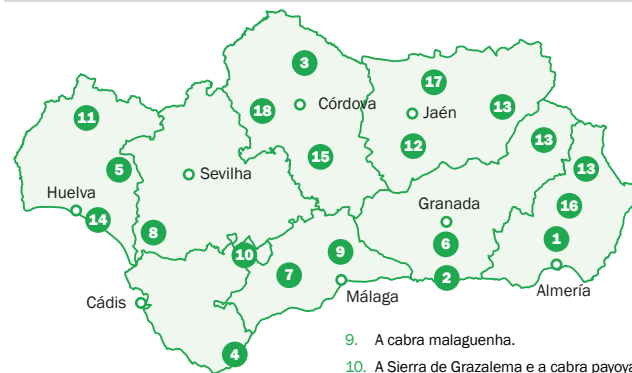 3
17
Córdova
Jaén
18
13
11
12
13
15
5
13
Sevilha
Huelva
16
Granada
14
8
1
6
10
9
7
2
Almería
Málaga
Cádis
4
9. A cabra malaguenha.
10. A Sierra de Grazalema e a cabra payoya